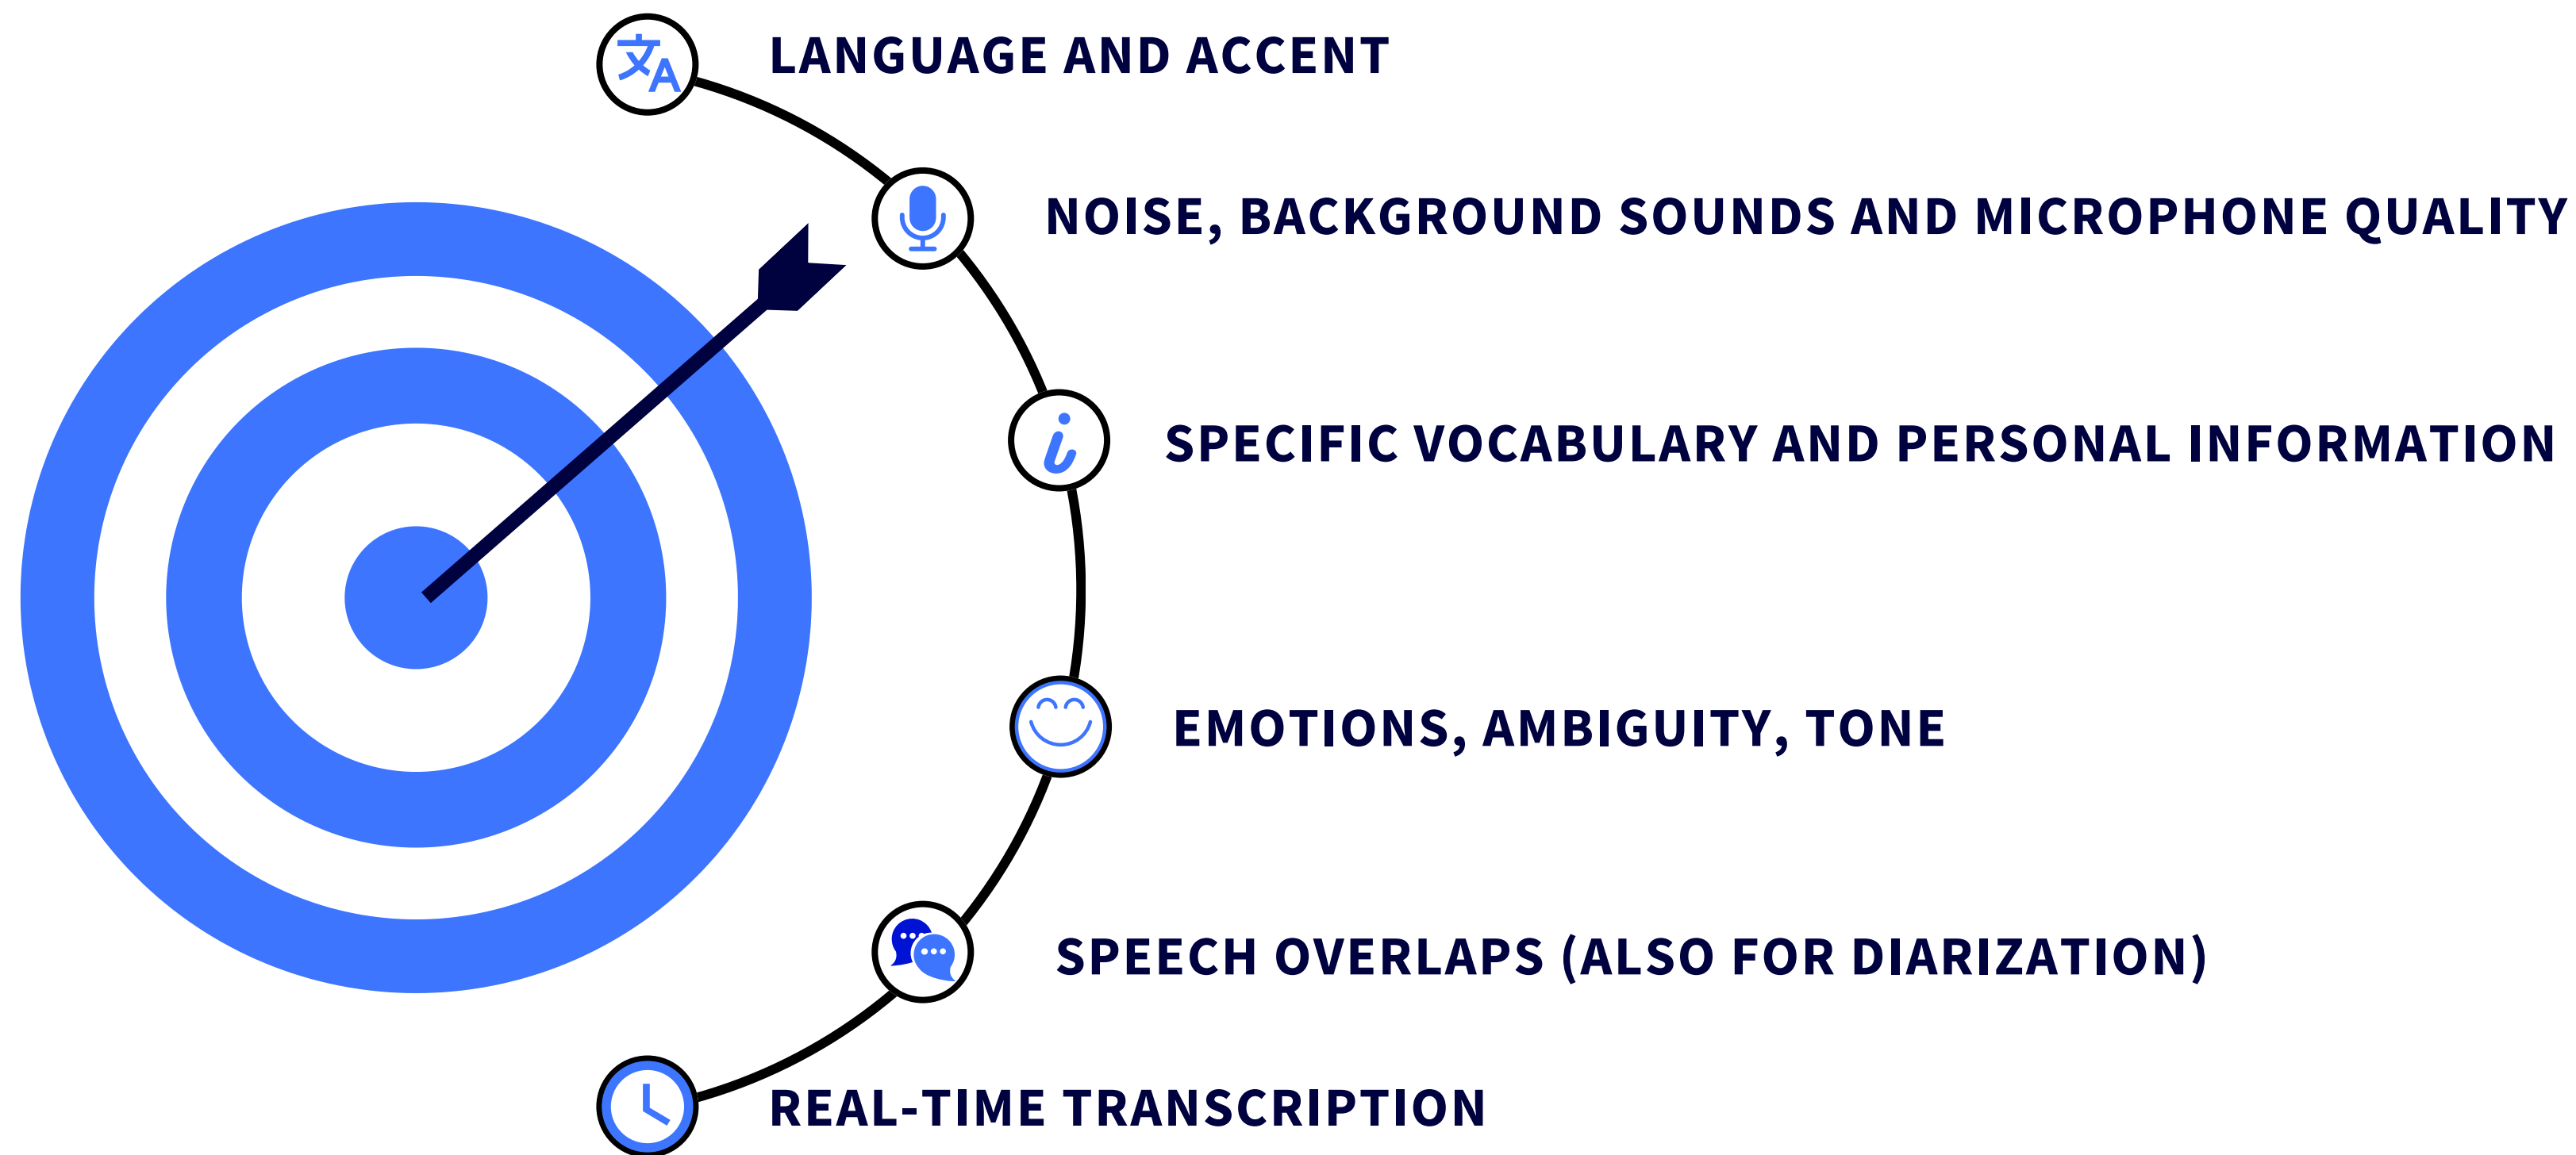 LANGUAGE AND ACCENT
NOISE, BACKGROUND SOUNDS AND MICROPHONE QUALITY
SPECIFIC VOCABULARY AND PERSONAL INFORMATION
EMOTIONS, AMBIGUITY, TONE
SPEECH OVERLAPS (ALSO FOR DIARIZATION)
REAL-TIME TRANSCRIPTION